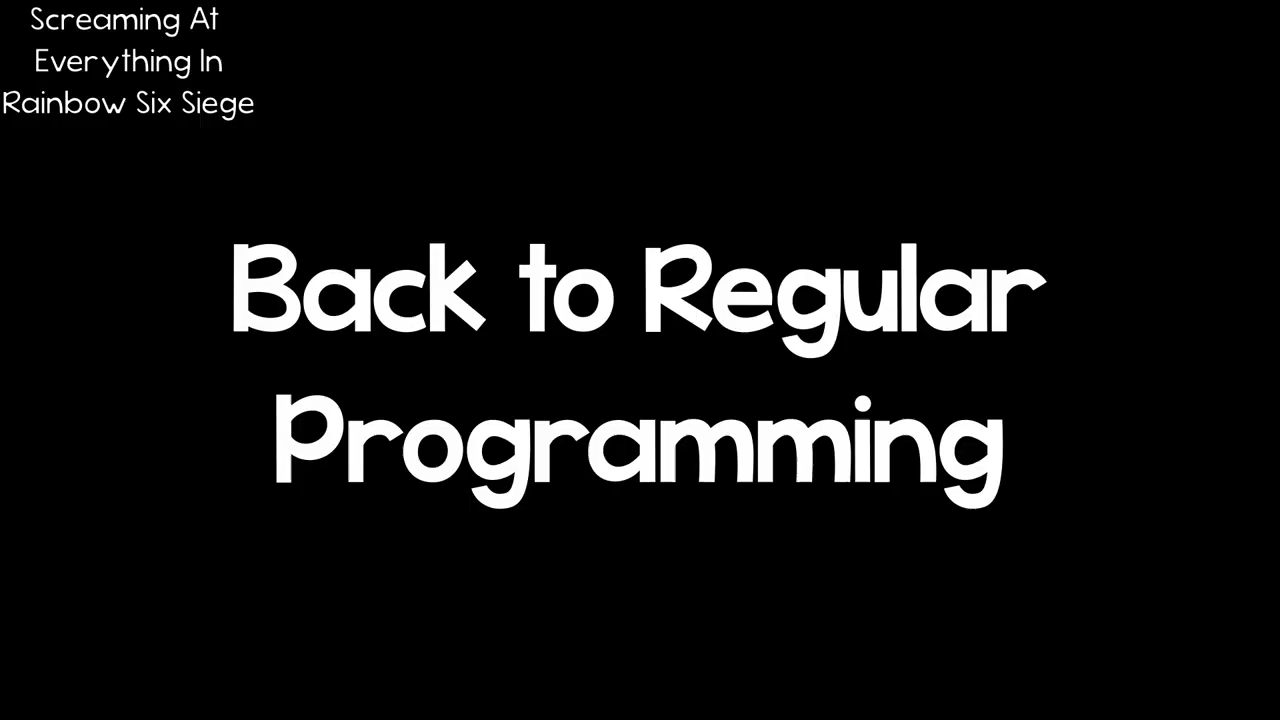 Screaming At
Everything In
Rainbow Six Siege
Back to Regular
Programming